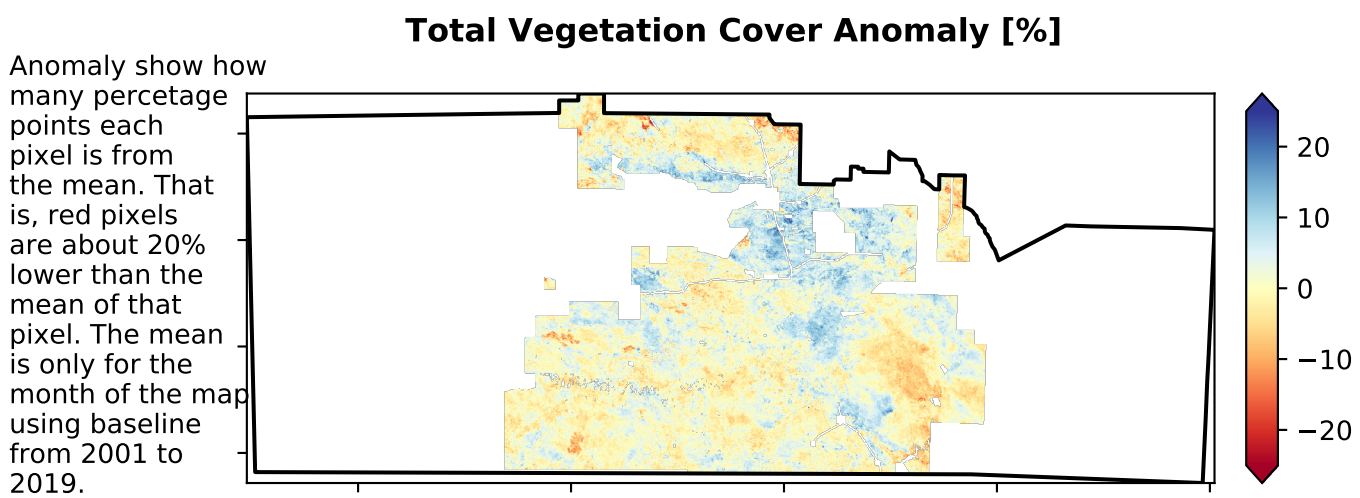 Total Vegetation Cover Anomaly [%]
Anomaly show how
many percetage
points each
pixel is from
the mean. That
is, red pixels
are about 20%
lower than the
mean of that
pixel. The mean
is only for the
month of the map
using baseline
from 2001 to
2019.
20
10
0
−10
−20